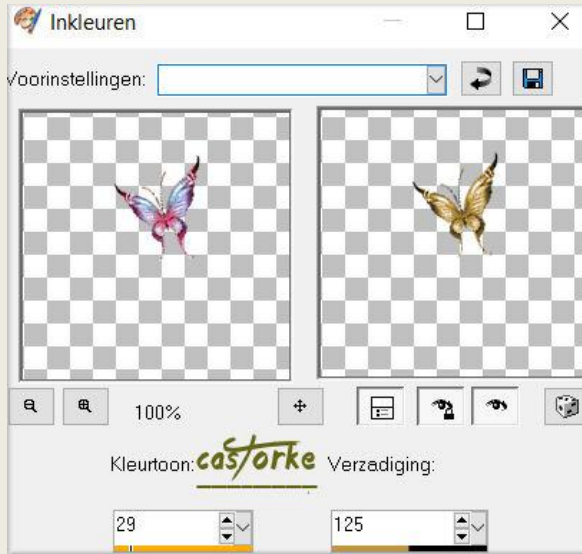 Inkleuren
Voorinstellingen:
100%
Kleurtoon: castorke Verzadiging:
29 125